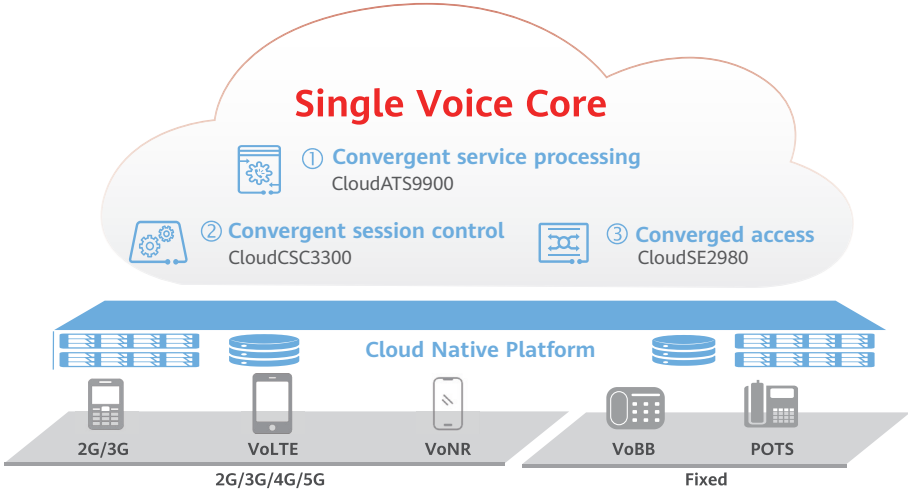 Single Voice Core
① Convergent service processing
CloudATS9900
② Convergent session control
CloudCSC3300
③ Converged access
CloudSE2980
Cloud Native Platform
2G/3G
VoLTE
VoNR
VoBB
POTS
2G/3G/4G/5G
Fixed